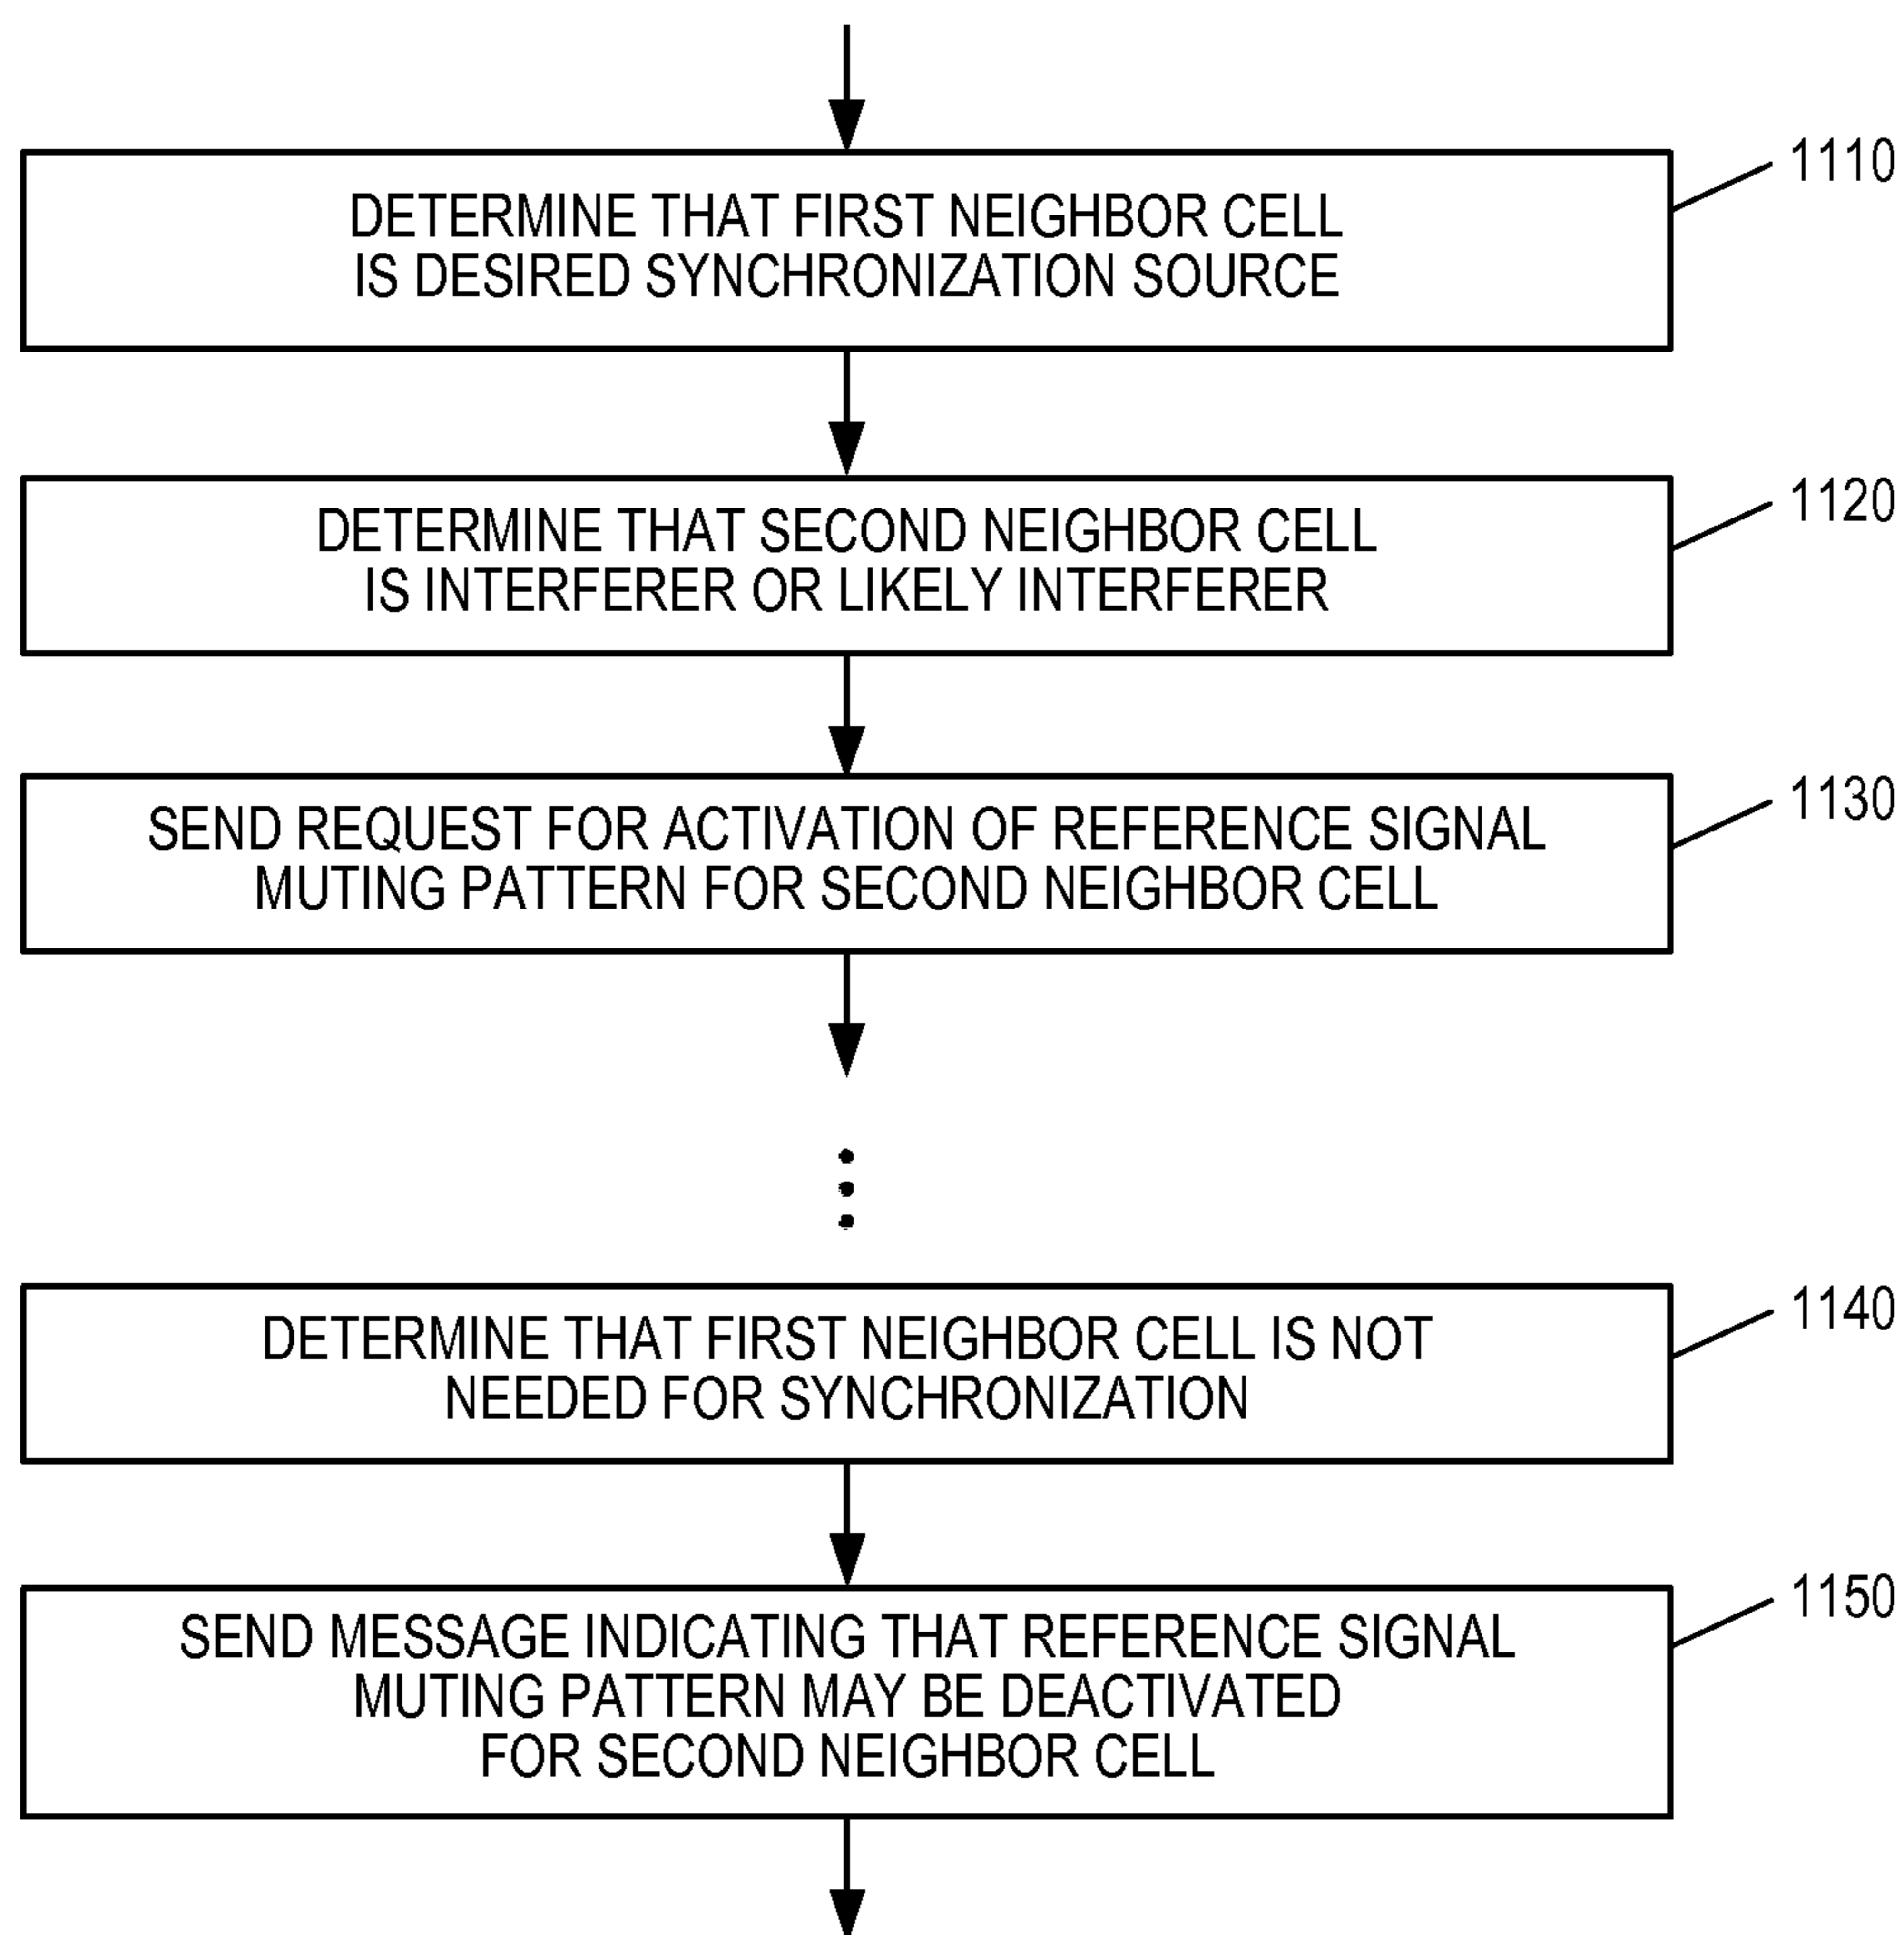 1110
DETERMINE THAT FIRST NEIGHBOR CELL
IS DESIRED SYNCHRONIZATION SOURCE
1120
DETERMINE THAT SECOND NEIGHBOR CELL
IS INTERFERER OR LIKELY INTERFERER
1130
SEND REQUEST FOR ACTIVATION OF REFERENCE SIGNAL
MUTING PATTERN FOR SECOND NEIGHBOR CELL
1140
DETERMINE THAT FIRST NEIGHBOR CELL IS NOT
NEEDED FOR SYNCHRONIZATION
1150
SEND MESSAGE INDICATING THAT REFERENCE SIGNAL
MUTING PATTERN MAY BE DEACTIVATED
FOR SECOND NEIGHBOR CELL